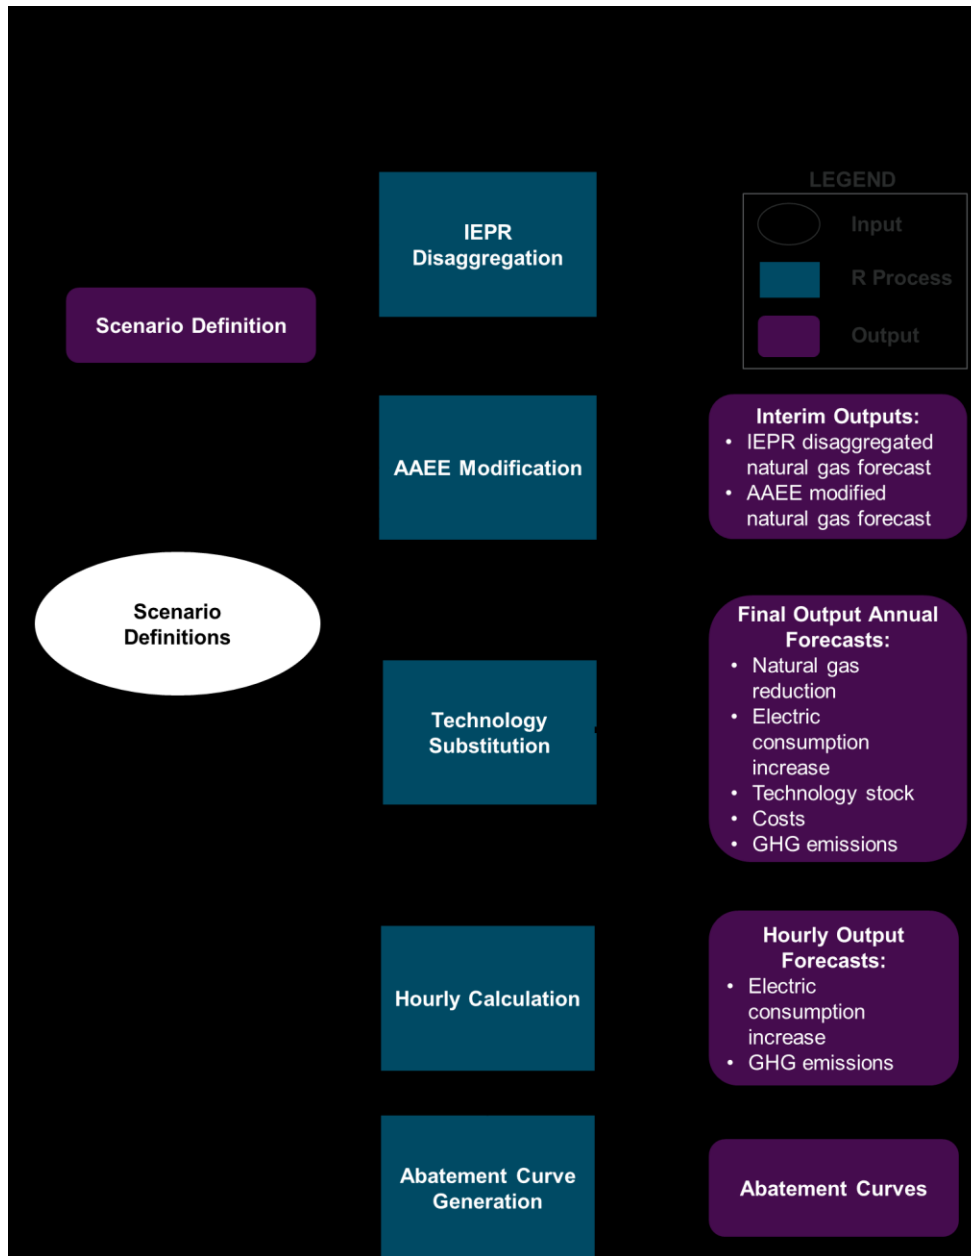 IEPR
Disaggregation
LEGEND
Input
R Process
Output
Scenario Definition
AAEE Modification
Interim Outputs:
• IEPR disaggregated
natural gas forecast
• AAEE modified
natural gas forecast
Scenario
Definitions
Technology
Substitution
Final Output Annual
Forecasts:
• Natural gas
reduction
• Electric
consumption
increase
• Technology stock
• Costs
• GHG emissions
Hourly Calculation
Hourly Output
Forecasts:
• Electric
consumption
increase
• GHG emissions
Abatement Curve
Generation
Abatement Curves